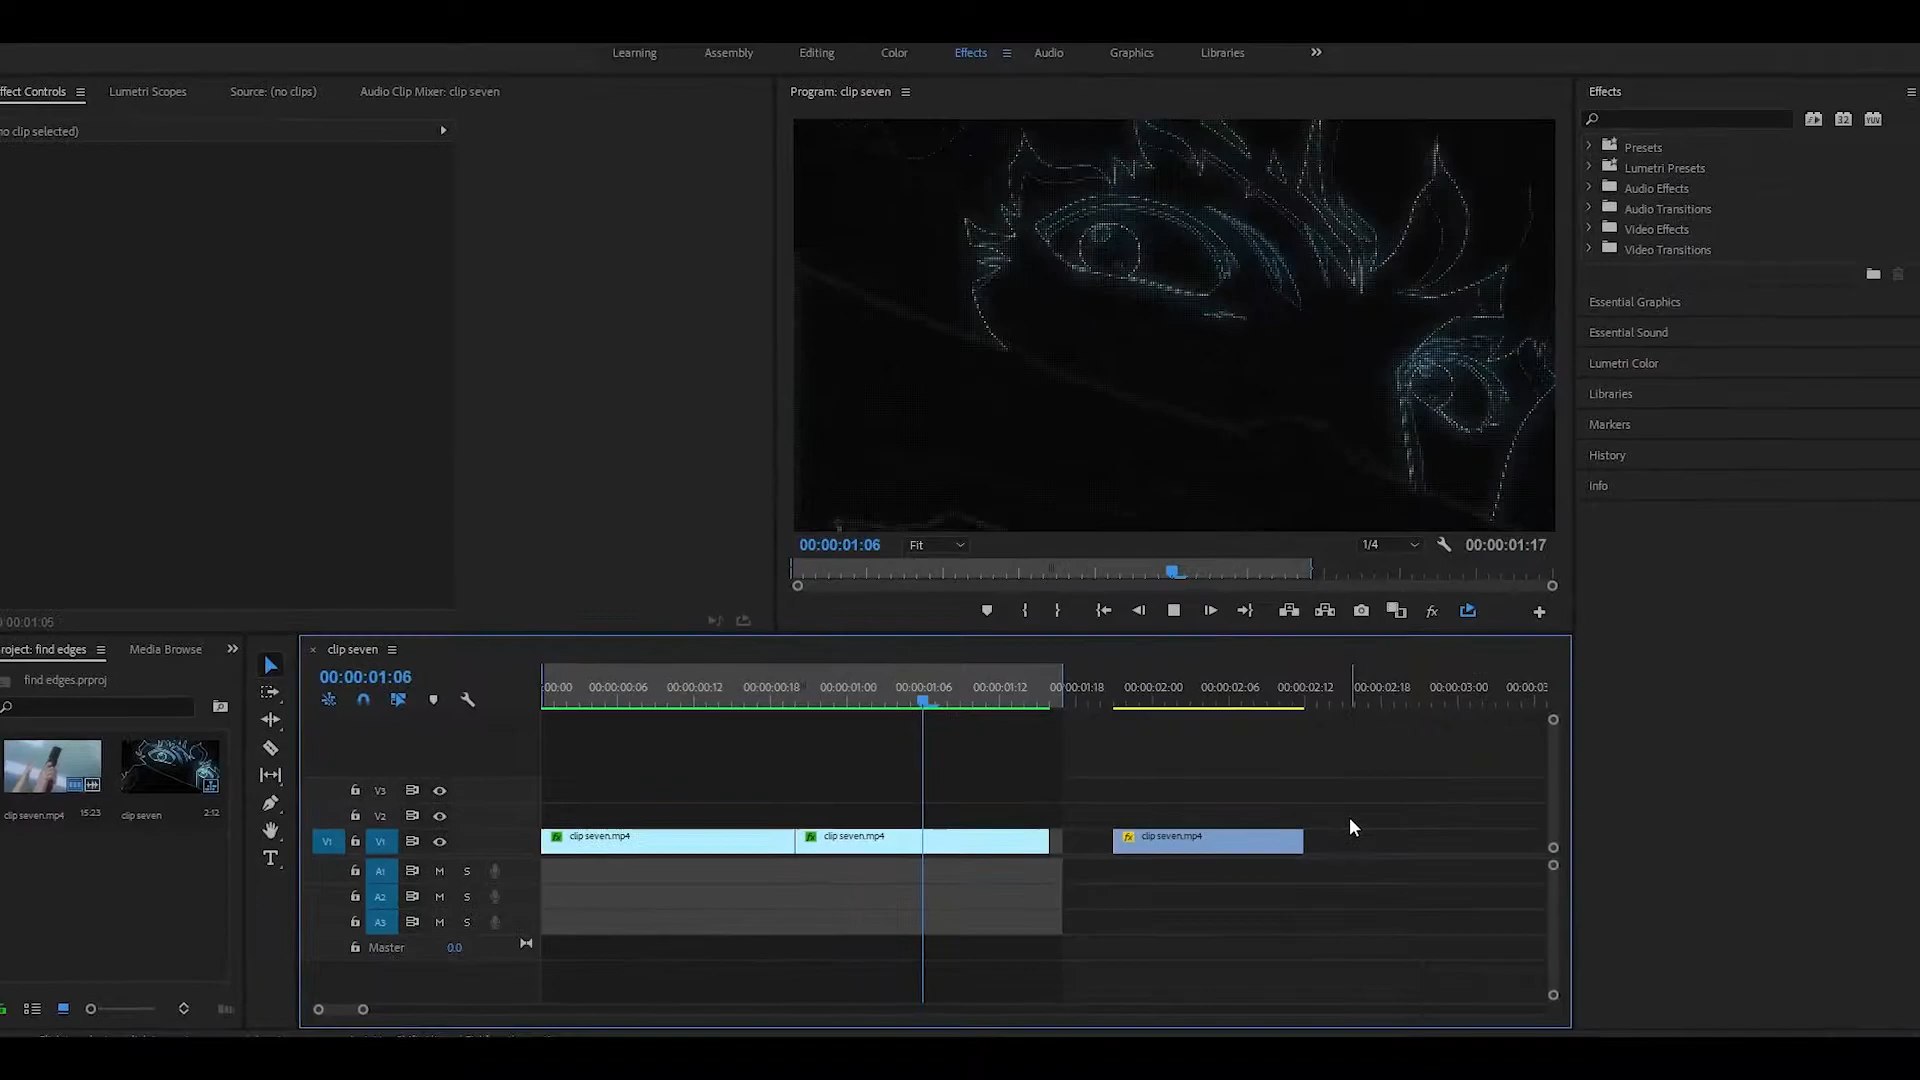 Learning Assembly Editing Color Effects Audio Graphics Libraries
ffect Controls Lumetri Scopes Source: (no clips) Audio Clip Mixer: clip seven
no clip selected)
Program: clip seven
Effects
32 YUV
Presets
Lumetri Presets
Audio Effects
Audio Transitions
Video Effects
Video Transitions
Essential Graphics
Essential Sound
Lumetri Color
Libraries
Markers
History
Info
00:00:01:06 Fit 1/4 00:00:01:17
0 00:01:05
roject: find edges Media Browse
find edges.prproj
clip seven.mp4 15:23 clip seven 2:12
clip seven
00:00:01:06
:00:00 00:00:00:06 00:00:00:12 00:00:00:18 00:00:01:00 00:00:01:06 00:00:01:12 00:00:01:18 00:00:02:00 00:00:02:06 00:00:02:12 00:00:02:18 00:00:03:00 00:00:03:
V3
V2
V1 V1 fx clip seven.mp4 fx clip seven.mp4 fx clip seven.mp4
A1 M S
A2 M S
A3 M S
Master 0.0